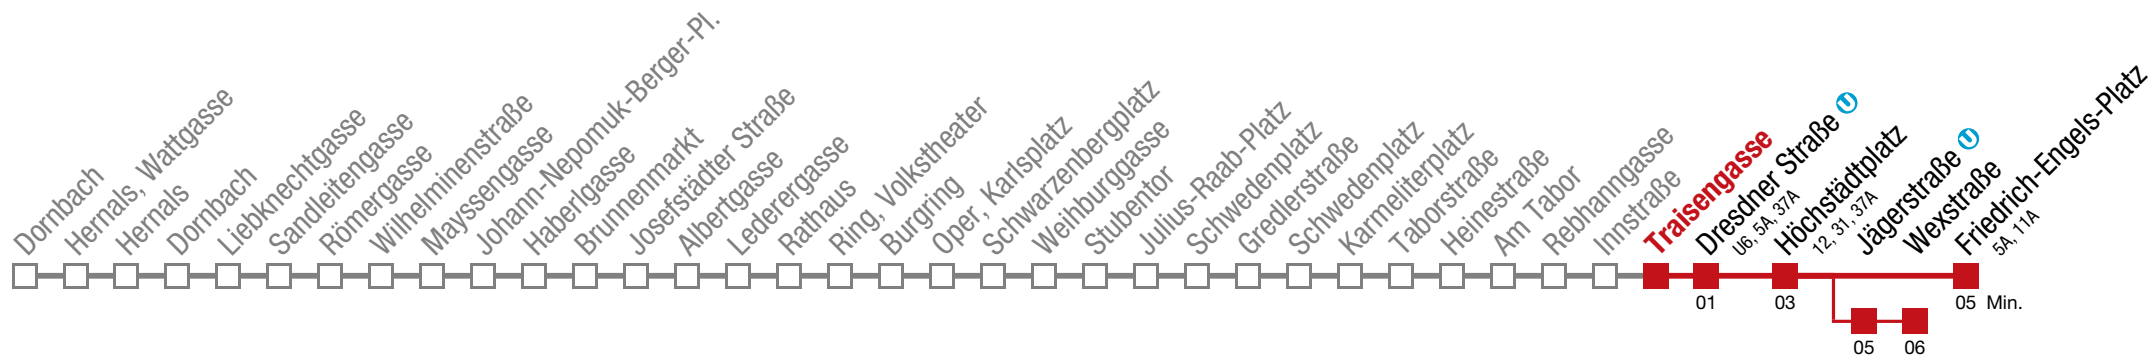 Dornbach
Hernals, Wattgasse
Hernals
Dornbach
Liebknechtgasse
Sandleitengasse
Römergasse
Wilhelminenstraße
Mayssengasse
Johann-Nepomuk-Berger-Pl.
Haberlgasse
Brunnenmarkt
Josefstädter Straße
Albertgasse
Lederergasse
Rathaus
Ring, Volkstheater
Burgring
Oper, Karlsplatz
Schwarzenbergplatz
Weihburggasse
Stubentor
Julius-Raab-Platz
Schwedenplatz
Gredlerstraße
Schwedenplatz
Karmeliterplatz
Taborstraße
Heinestraße
Am Tabor
Rebhanngasse
Innstraße
Traisengasse
Dresdner Straße U
U6, 5A, 37A
Höchstädtplatz
12, 31, 37A
Jägerstraße U
Wexstraße
Friedrich-Engels-Platz
5A, 11A
01
03
05 Min.
05
06